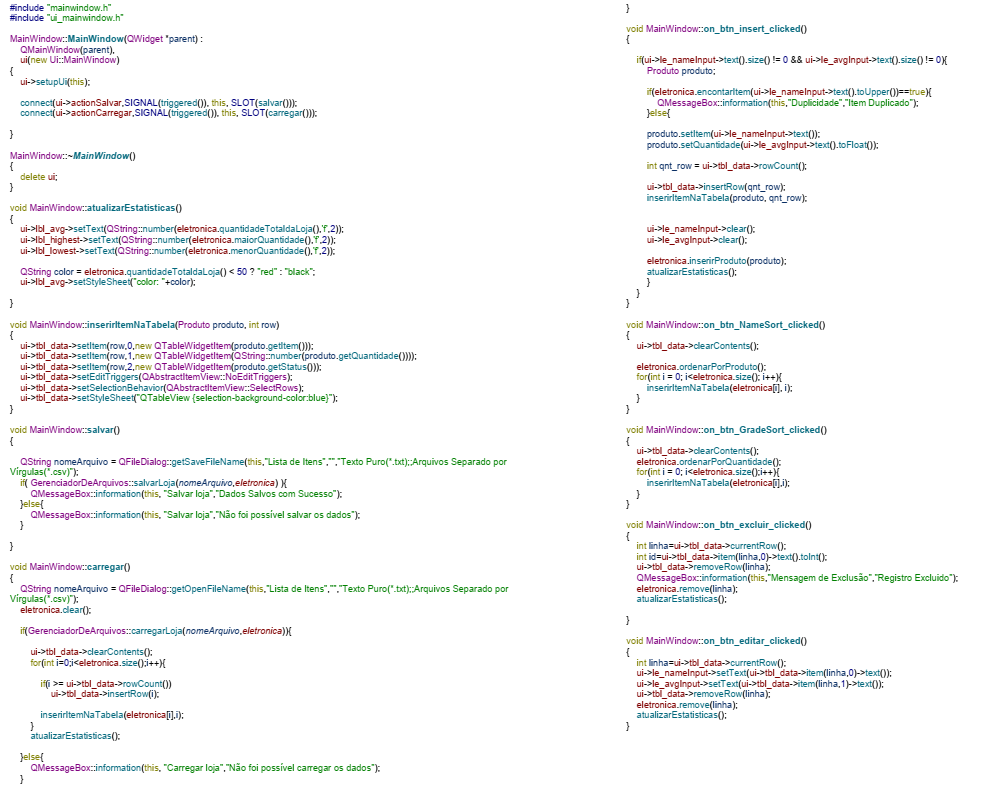 #include "mainwindow.h"
#include "ui_mainwindow.h"

MainWindow::MainWindow(QWidget *parent) :
    QMainWindow(parent),
    ui(new Ui::MainWindow)
{
    ui->setupUi(this);

    connect(ui->actionSalvar,SIGNAL(triggered()), this, SLOT(salvar()));
    connect(ui->actionCarregar,SIGNAL(triggered()), this, SLOT(carregar()));

}

MainWindow::~MainWindow()
{
    delete ui;
}

void MainWindow::atualizarEstatisticas()
{
    ui->lbl_avg->setText(QString::number(eletronica.quantidadeTotaldaLoja(),'f',2));
    ui->lbl_highest->setText(QString::number(eletronica.maiorQuantidade(),'f',2));
    ui->lbl_lowest->setText(QString::number(eletronica.menorQuantidade(),'f',2));

    QString color = eletronica.quantidadeTotaldaLoja() < 50 ? "red" : "black";
    ui->lbl_avg->setStyleSheet("color: "+color);

}

void MainWindow::inserirItemNaTabela(Produto produto, int row)
{
    ui->tbl_data->setItem(row,0,new QTableWidgetItem(produto.getItem()));
    ui->tbl_data->setItem(row,1,new QTableWidgetItem(QString::number(produto.getQuantidade())));
    ui->tbl_data->setItem(row,2,new QTableWidgetItem(produto.getStatus()));
    ui->tbl_data->setEditTriggers(QAbstractItemView::NoEditTriggers);
    ui->tbl_data->setSelectionBehavior(QAbstractItemView::SelectRows);
    ui->tbl_data->setStyleSheet("QTableView {selection-background-color:blue}");
}

void MainWindow::salvar()
{

    QString nomeArquivo = QFileDialog::getSaveFileName(this,"Lista de Itens","","Texto Puro(*.txt);;Arquivos Separado por
Vírgulas(*.csv)");
    if( GerenciadorDeArquivos::salvarLoja(nomeArquivo,eletronica) ){
        QMessageBox::information(this, "Salvar loja","Dados Salvos com Sucesso");
    }else{
        QMessageBox::information(this, "Salvar loja","Não foi possível salvar os dados");
    }

}

void MainWindow::carregar()
{
    QString nomeArquivo = QFileDialog::getOpenFileName(this,"Lista de Itens","","Texto Puro(*.txt);;Arquivos Separado por
Vírgulas(*.csv)");
    eletronica.clear();

    if(GerenciadorDeArquivos::carregarLoja(nomeArquivo,eletronica)){

        ui->tbl_data->clearContents();
        for(int i=0;i<eletronica.size();i++){

            if(i >= ui->tbl_data->rowCount())
                ui->tbl_data->insertRow(i);

            inserirItemNaTabela(eletronica[i],i);
        }
        atualizarEstatisticas();

    }else{
        QMessageBox::information(this, "Carregar loja","Não foi possível carregar os dados");
    }
}

void MainWindow::on_btn_insert_clicked()
{

    if(ui->le_nameInput->text().size() != 0 && ui->le_avgInput->text().size() != 0){
        Produto produto;

        if(eletronica.encontarItem(ui->le_nameInput->text().toUpper())==true){
            QMessageBox::information(this,"Duplicidade","Item Duplicado");
        }else{

        produto.setItem(ui->le_nameInput->text());
        produto.setQuantidade(ui->le_avgInput->text().toFloat());

        int qnt_row = ui->tbl_data->rowCount();

        ui->tbl_data->insertRow(qnt_row);
        inserirItemNaTabela(produto, qnt_row);


        ui->le_nameInput->clear();
        ui->le_avgInput->clear();

        eletronica.inserirProduto(produto);
        atualizarEstatisticas();
        }
    }
}

void MainWindow::on_btn_NameSort_clicked()
{
    ui->tbl_data->clearContents();

    eletronica.ordenarPorProduto();
    for(int i = 0; i<eletronica.size(); i++){
        inserirItemNaTabela(eletronica[i], i);
    }
}

void MainWindow::on_btn_GradeSort_clicked()
{
    ui->tbl_data->clearContents();
    eletronica.ordenarPorQuantidade();
    for(int i = 0; i<eletronica.size();i++){
        inserirItemNaTabela(eletronica[i],i);
    }
}

void MainWindow::on_btn_excluir_clicked()
{
    int linha=ui->tbl_data->currentRow();
    int id=ui->tbl_data->item(linha,0)->text().toInt();
    ui->tbl_data->removeRow(linha);
    QMessageBox::information(this,"Mensagem de Exclusão","Registro Excluido");
    eletronica.remove(linha);
    atualizarEstatisticas();

}

void MainWindow::on_btn_editar_clicked()
{
    int linha=ui->tbl_data->currentRow();
    ui->le_nameInput->setText(ui->tbl_data->item(linha,0)->text());
    ui->le_avgInput->setText(ui->tbl_data->item(linha,1)->text());
    ui->tbl_data->removeRow(linha);
    eletronica.remove(linha);
    atualizarEstatisticas();
}